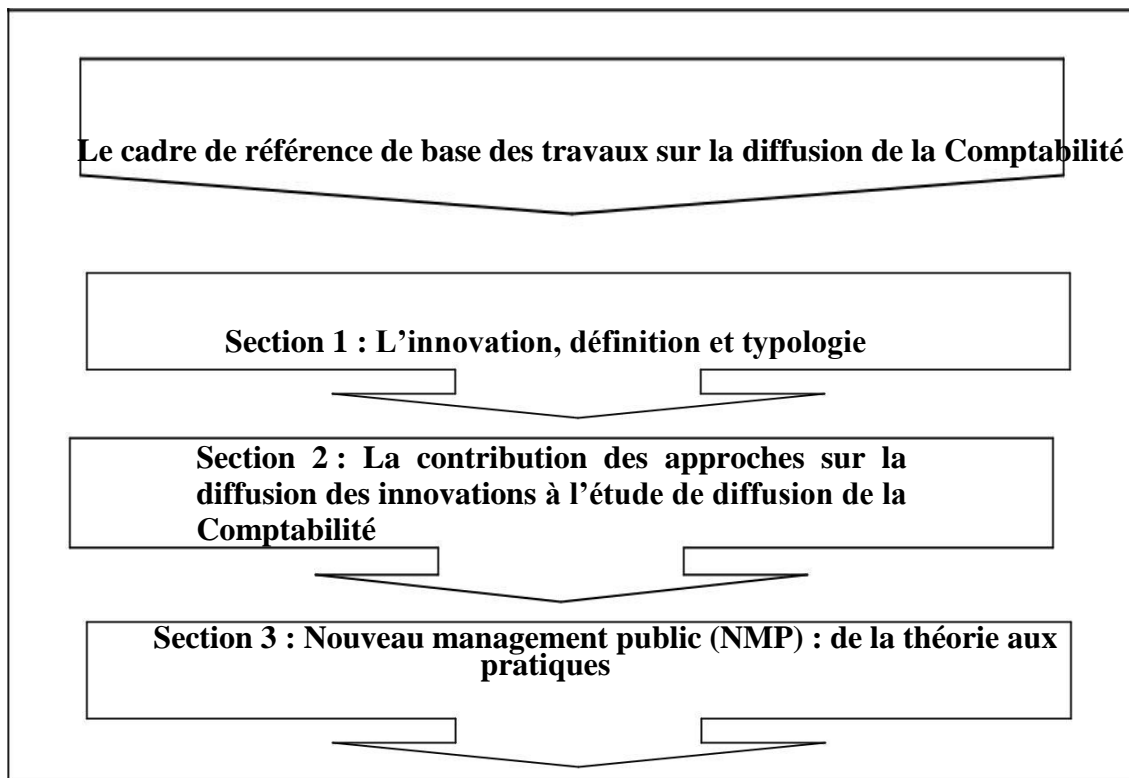 Le cadre de référence de base des travaux sur la diffusion de la Comptabilité
Section 1 : L’innovation, définition et typologie
Section 2 : La contribution des approches sur la
diffusion des innovations à l’étude de diffusion de la
Comptabilité
Section 3 : Nouveau management public (NMP) : de la théorie aux
pratiques